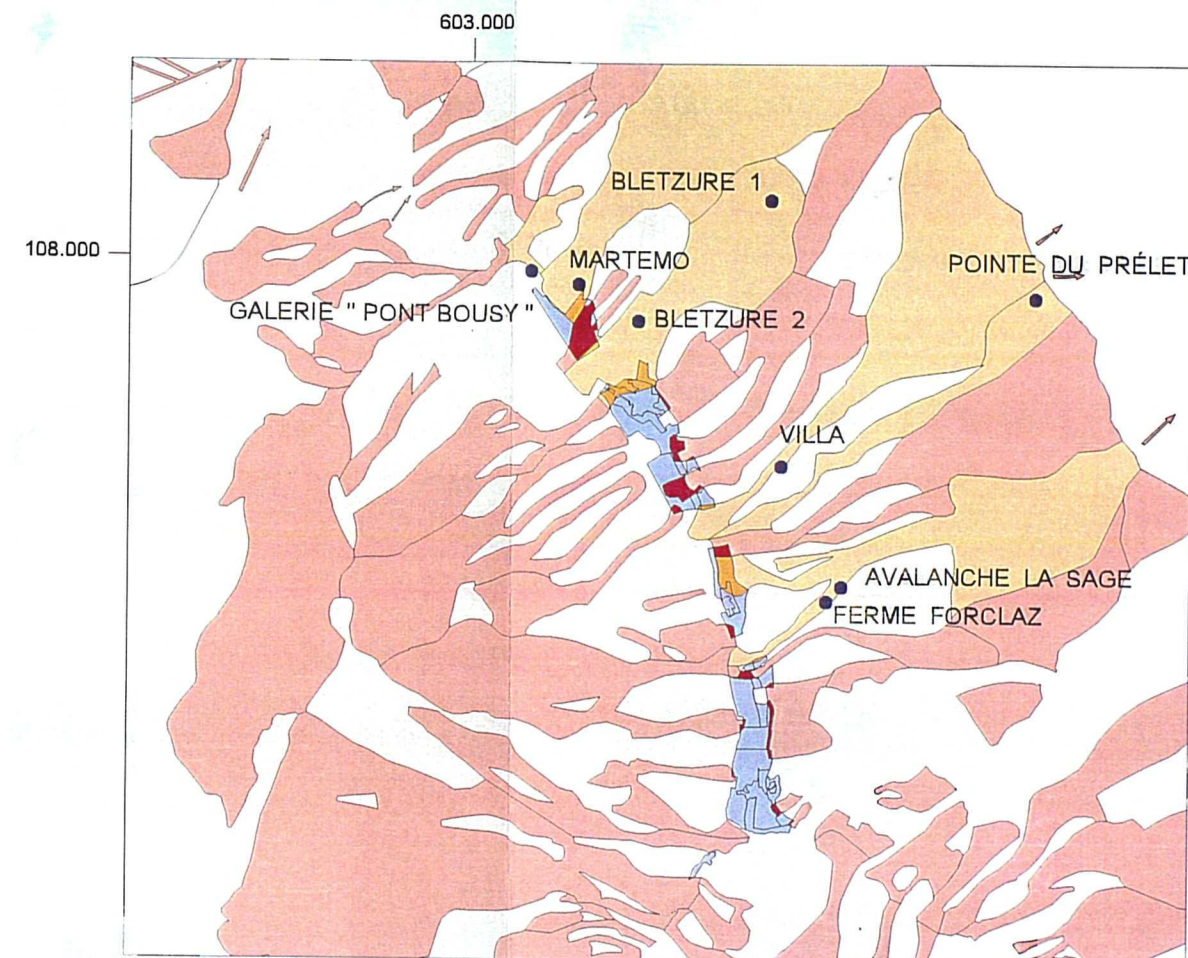 603.000
BLETZURE 1
108.000
MARTEMO
POINTE DU PRÉLET
GALERIE " PONT BOUSY "
BLETZURE 2
VILLA
AVALANCHE LA SAGE
FERME FORCLAZ